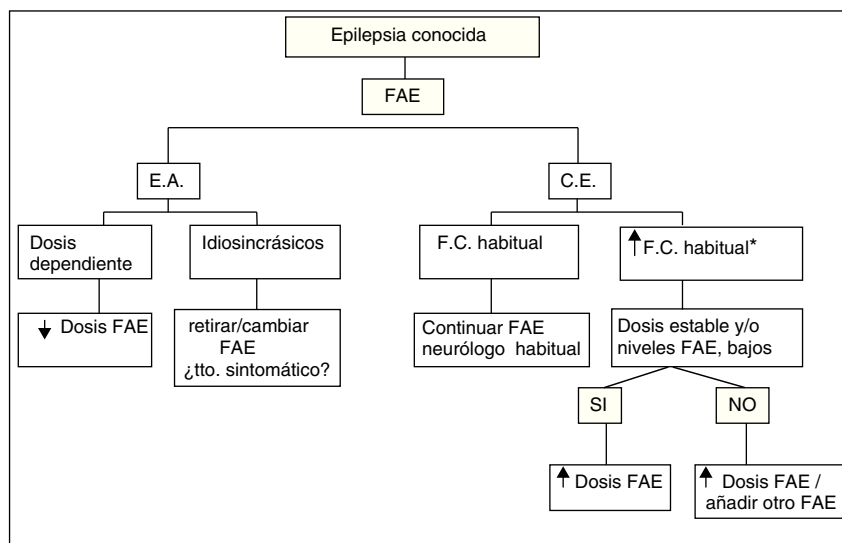 Epilepsia conocida
FAE
E.A.
C.E.
Dosis
dependiente
Idiosincrásicos
F.C. habitual
F.C. habitual*
Dosis FAE
retirar/cambiar
FAE
¿tto. sintomático?
Continuar FAE
neurólogo habitual
Dosis estable y/o
niveles FAE, bajos
SI
NO
Dosis FAE
Dosis FAE /
añadir otro FAE